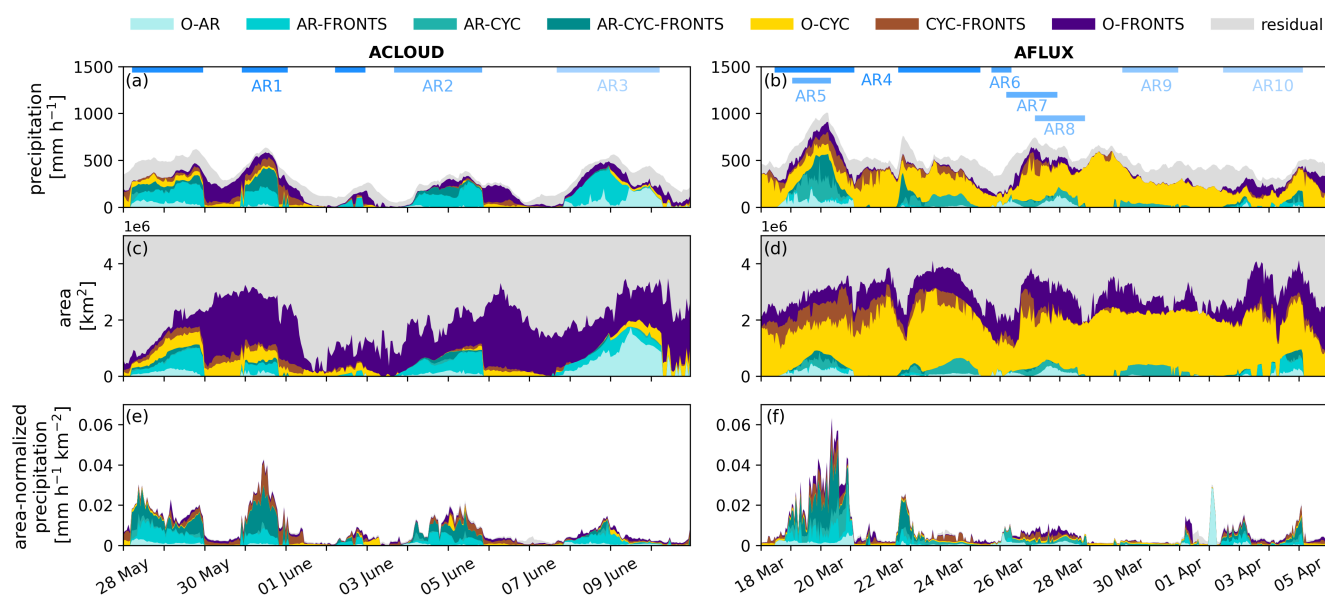 O-AR AR-FRONTS AR-CYC AR-CYC-FRONTS O-CYC CYC-FRONTS O-FRONTS residual
ACLOUD AFLUX
precipitation
[mm h⁻¹]
1500
1000
500
0
(a)
AR1 AR2 AR3
1500
1000
500
0
(b)
AR4 AR6 AR9 AR10
AR5
AR7
AR8
1e6
area
[km²]
4
2
0
(c)
1e6
4
2
0
(d)
area-normalized
precipitation
[mm h⁻¹ km⁻²]
0.06
0.04
0.02
0
(e)
0.06
0.04
0.02
0
(f)
28 May 30 May 01 June 03 June 05 June 07 June 09 June
18 Mar 20 Mar 22 Mar 24 Mar 26 Mar 28 Mar 30 Mar 01 Apr 03 Apr 05 Apr